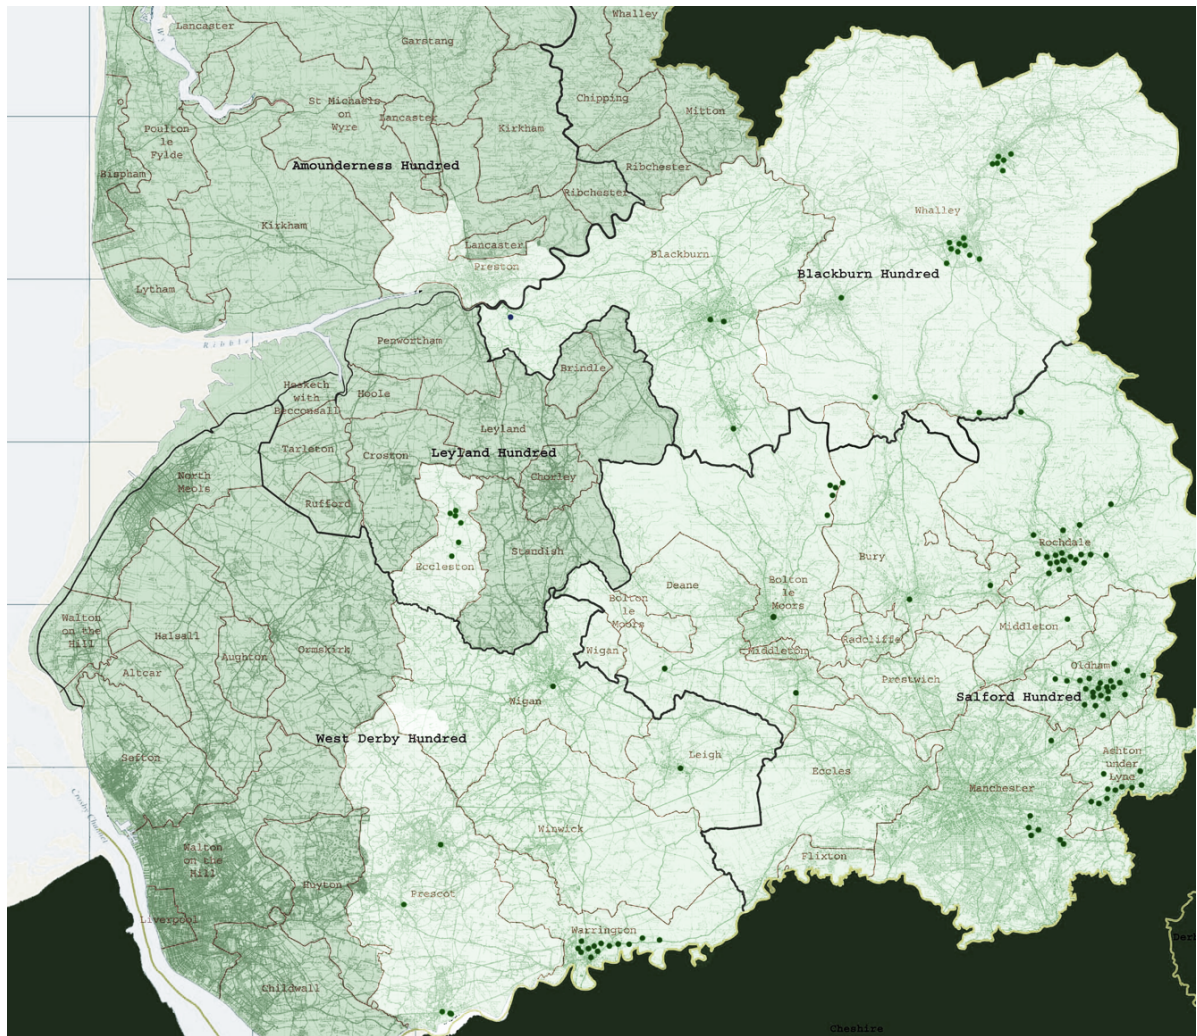 Whalley
Lancaster
Garstang
Wyre
Chipping
St Michaels
on
Wyre
Lancaster
Mitton
Kirkham
Poulton
le
Fylde
Amounderness Hundred
Ribchester
Bispham
Ribchester
Whalley
Kirkham
Lancaster
Blackburn
Preston
Blackburn Hundred
Lytham
Ribble
Penwortham
Brindle
Hesketh
with
Becconsall
Hoole
Leyland
Tarleton
Croston
Leyland Hundred
North
Meols
Chorley
Rufford
Rochdale
Standish
Bury
Eccleston
Deane
Bolton
le
Moors
Bolton
le
Moors
Walton
on the
Hill
Halsall
Middleton
Radcliffe
Ormskirk
Wigan
Middleton
Aughton
Altcar
Oldham
Prestwich
Wigan
Salford Hundred
West Derby Hundred
Leigh
Ashton
under
Lyne
Sefton
Eccles
Manchester
Crosby Channel
Winwick
Walton
on the
Hill
Flixton
Huyton
Prescot
Liverpool
Warrington
Childwall
Cheshire